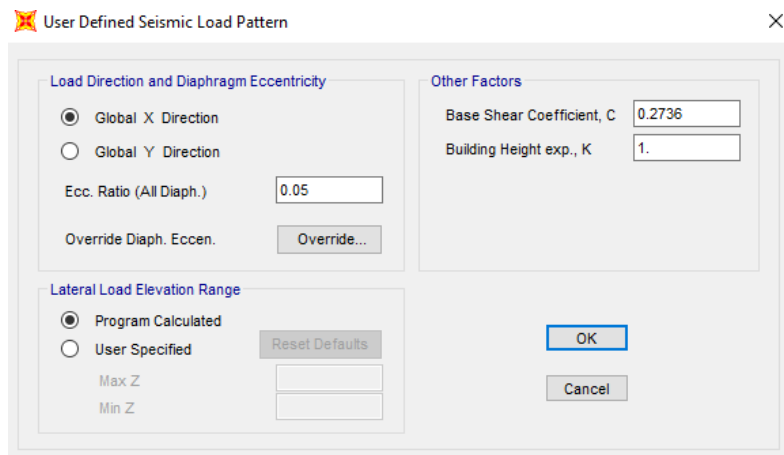 User Defined Seismic Load Pattern
Load Direction and Diaphragm Eccentricity
Global X Direction
Global Y Direction
Ecc. Ratio (All Diaph.) 0.05
Override Diaph. Eccen. Override...
Other Factors
Base Shear Coefficient, C 0.2736
Building Height exp., K 1.
Lateral Load Elevation Range
Program Calculated
User Specified Reset Defaults
Max Z
Min Z
OK
Cancel